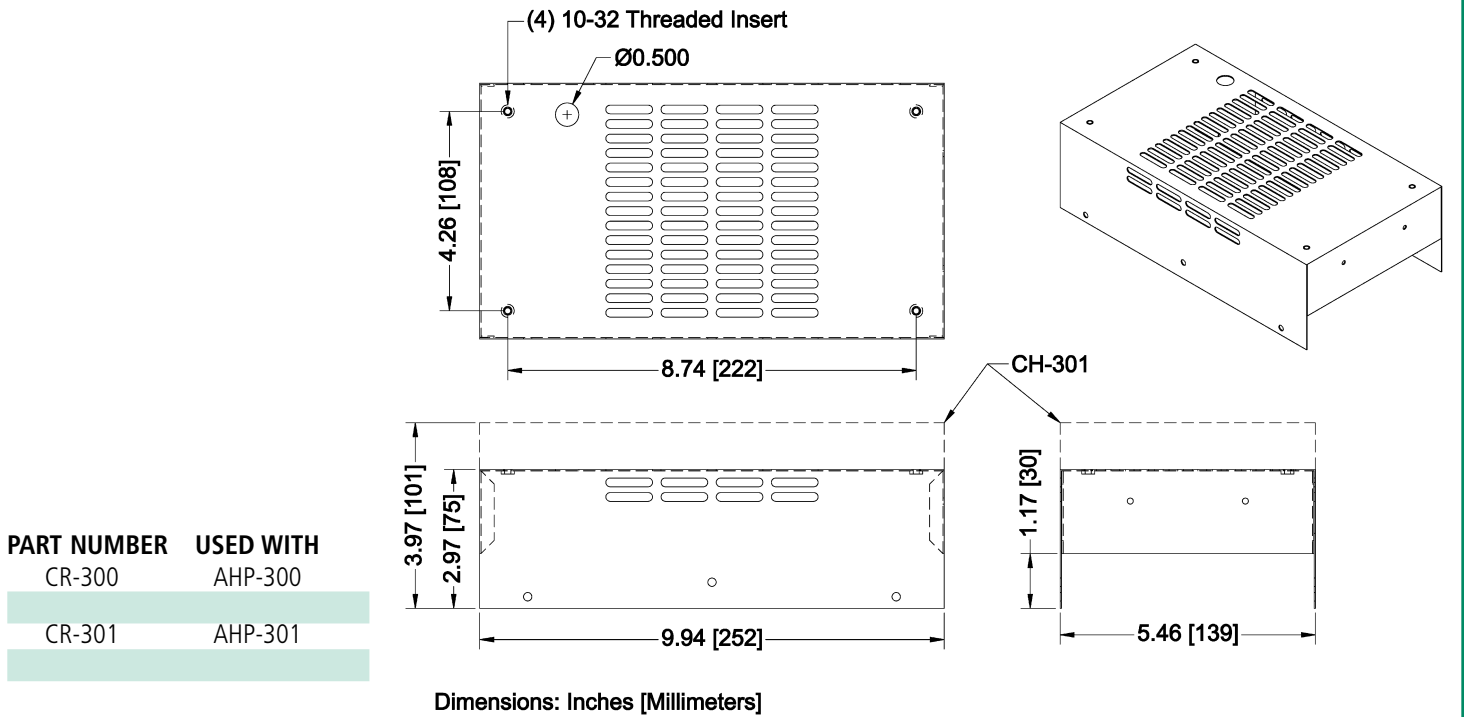 (4) 10-32 Threaded Insert
Ø0.500
4.26 [108]
8.74 [222]
CH-301
3.97 [101]
2.97 [75]
1.17 [30]
9.94 [252]
5.46 [139]
PART NUMBER USED WITH
CR-300 AHP-300
CR-301 AHP-301
Dimensions: Inches [Millimeters]